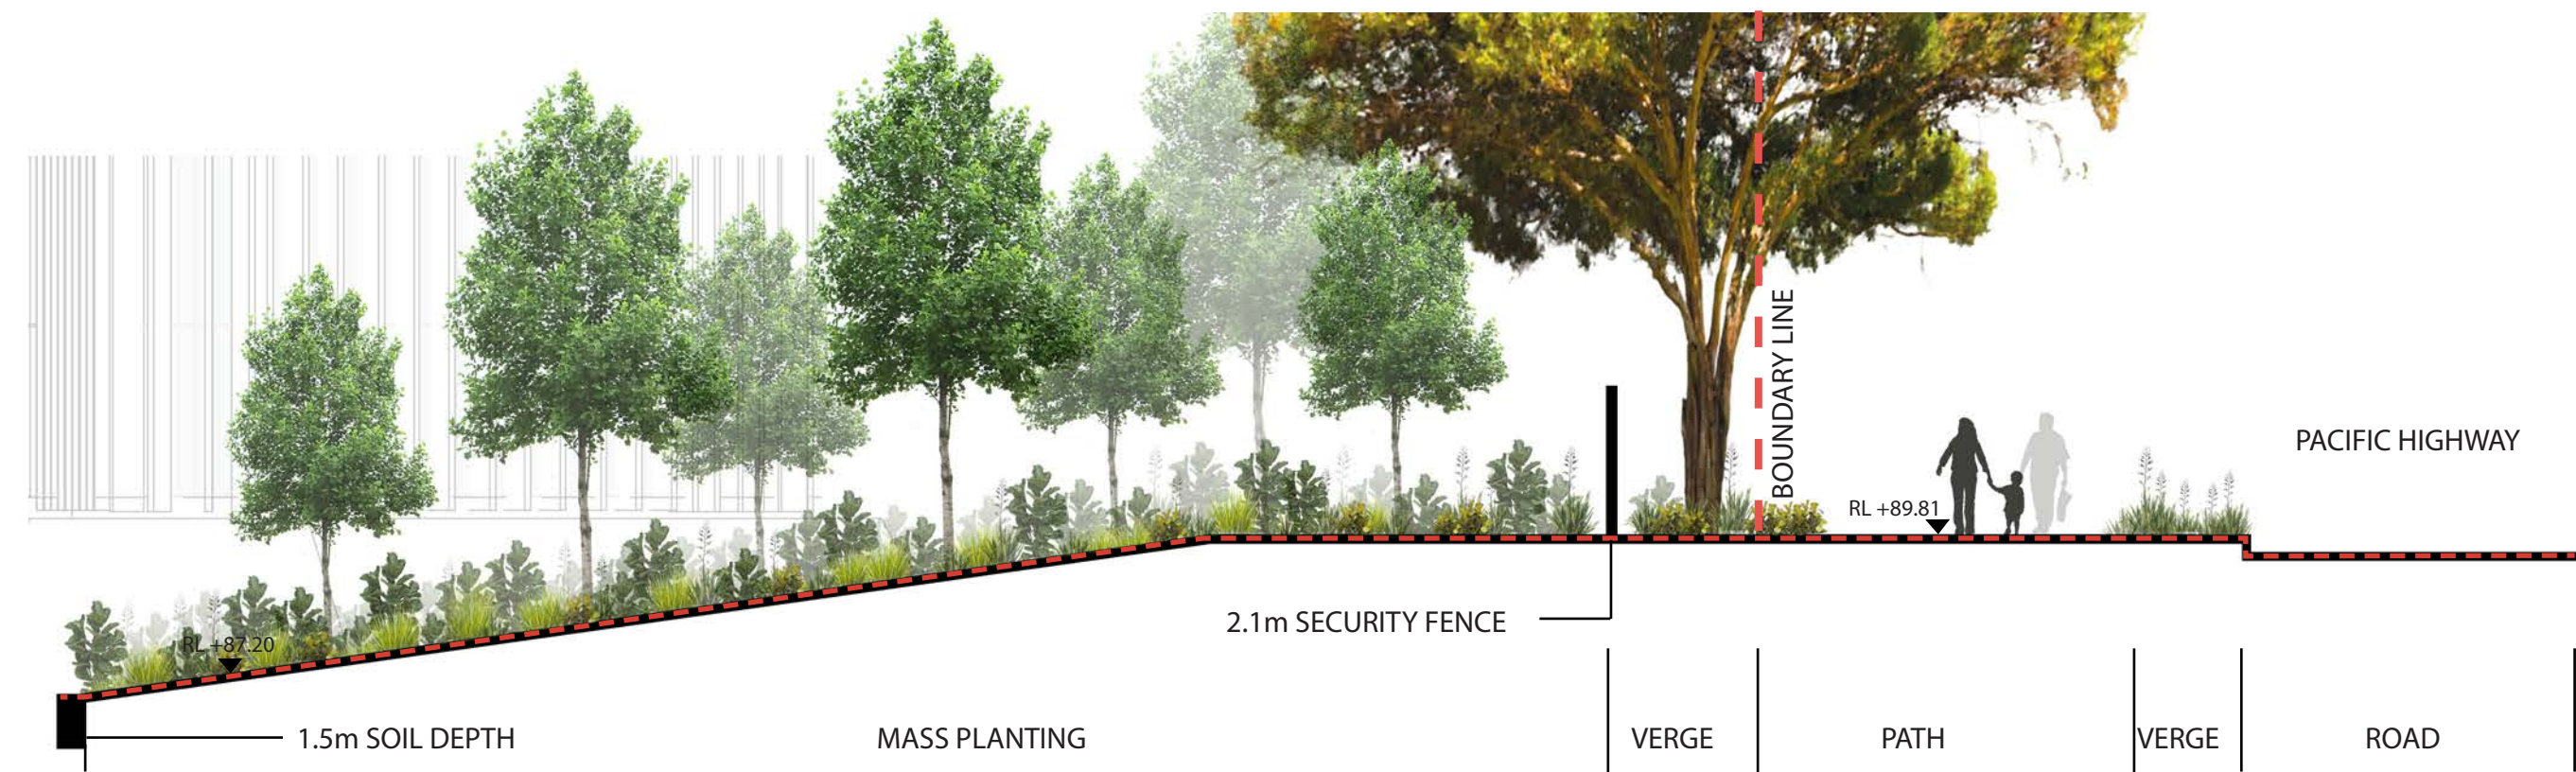 BOUNDARY LINE
PACIFIC HIGHWAY
RL +89.81
2.1m SECURITY FENCE
RL +87.20
1.5m SOIL DEPTH
MASS PLANTING
VERGE
PATH
VERGE
ROAD